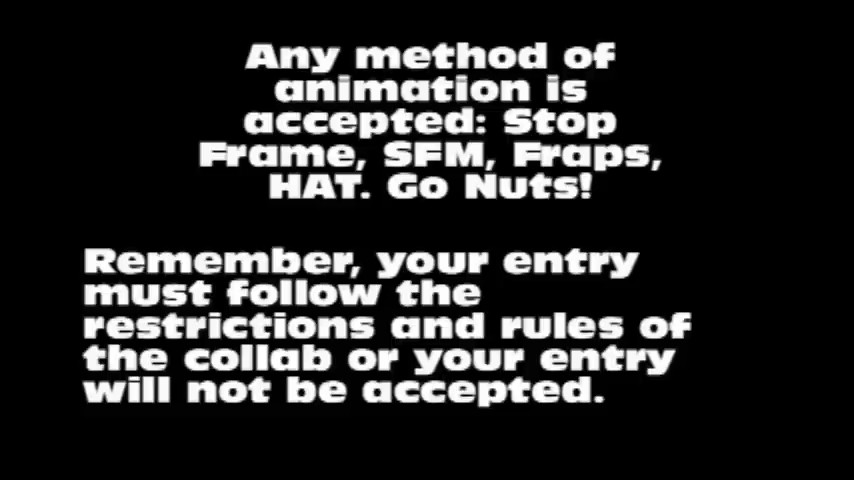 Any method of
animation is
accepted: Stop
Frame, SFM, Fraps,
HAT. Go Nuts!
Remember, your entry
must follow the
restrictions and rules of
the collab or your entry
will not be accepted.